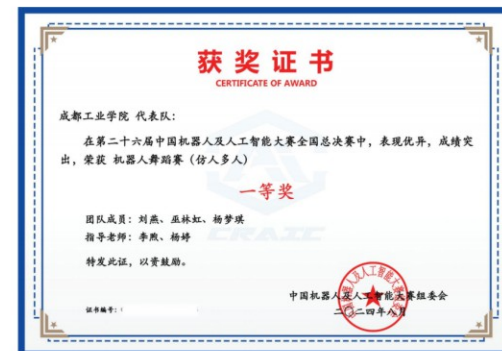 获奖证书
CERTIFICATE OF AWARD
成都工业学院 代表队：
在第二十六届中国机器人及人工智能大赛全国总决赛中，表现优异，成绩突
出，荣获 机器人舞蹈赛（仿人多人）
一等奖
团队成员：刘燕、巫林虹、杨梦琪
指导老师：李煦、杨婷
CRAIC
特发此证，以资鼓励。
中国机器人及人工智能大赛组委会
二〇二四年八月
证书编号：